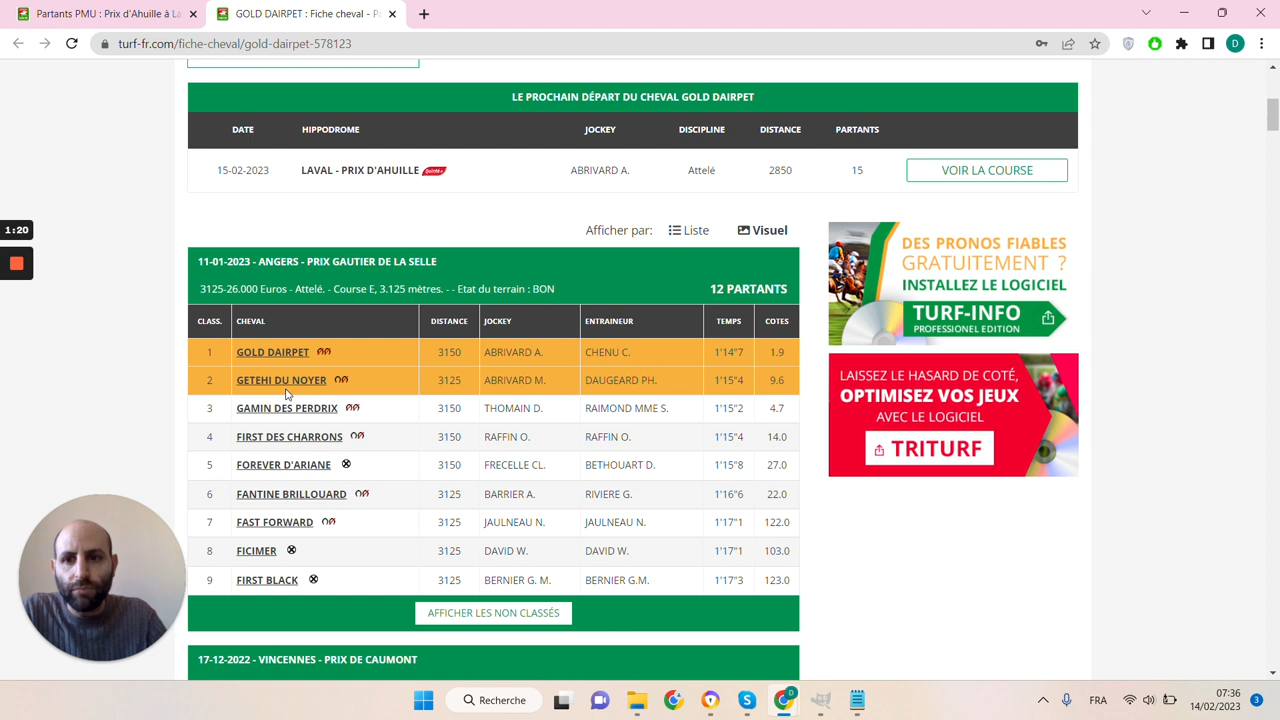 Partants PMU : Prix d'Ahuille à La
GOLD DAIRPET : Fiche cheval - Pa
turf-fr.com/fiche-cheval/gold-dairpet-578123
D
LE PROCHAIN DÉPART DU CHEVAL GOLD DAIRPET
DATE HIPPODROME JOCKEY DISCIPLINE DISTANCE PARTANTS
15-02-2023 LAVAL - PRIX D'AHUILLE Quinté+ ABRIVARD A. Attelé 2850 15 VOIR LA COURSE
1:20
Afficher par: Liste Visuel
11-01-2023 - ANGERS - PRIX GAUTIER DE LA SELLE
3125-26.000 Euros - Attelé. - Course E, 3.125 mètres. - - Etat du terrain : BON 12 PARTANTS
CLASS. CHEVAL DISTANCE JOCKEY ENTRAINEUR TEMPS COTES
1 GOLD DAIRPET 3150 ABRIVARD A. CHENU C. 1'14"7 1.9
2 GETEHI DU NOYER 3125 ABRIVARD M. DAUGEARD PH. 1'15"4 9.6
3 GAMIN DES PERDRIX 3150 THOMAIN D. RAIMOND MME S. 1'15"2 4.7
4 FIRST DES CHARRONS 3150 RAFFIN O. RAFFIN O. 1'15"4 14.0
5 FOREVER D'ARIANE 3150 FRECELLE CL. BETHOUART D. 1'15"8 27.0
6 FANTINE BRILLOUARD 3125 BARRIER A. RIVIERE G. 1'16"6 22.0
7 FAST FORWARD 3125 JAULNEAU N. JAULNEAU N. 1'17"1 122.0
8 FICIMER 3125 DAVID W. DAVID W. 1'17"1 103.0
9 FIRST BLACK 3125 BERNIER G. M. BERNIER G.M. 1'17"3 123.0
AFFICHER LES NON CLASSÉS
17-12-2022 - VINCENNES - PRIX DE CAUMONT
DES PRONOS FIABLES
GRATUITEMENT ?
INSTALLEZ LE LOGICIEL
TURF-INFO
PROFESSIONEL EDITION
LAISSEZ LE HASARD DE COTÉ,
OPTIMISEZ VOS JEUX
AVEC LE LOGICIEL
TRITURF
Recherche
D
FRA
07:36
14/02/2023
3